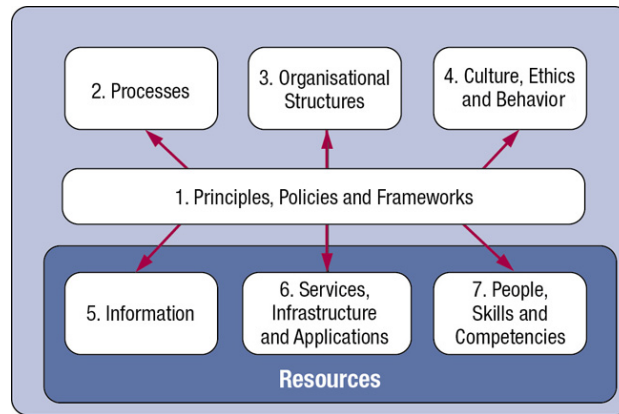 2. Processes
3. Organisational
Structures
4. Culture, Ethics
and Behavior
1. Principles, Policies and Frameworks
5. Information
6. Services,
Infrastructure
and Applications
7. People,
Skills and
Competencies
Resources